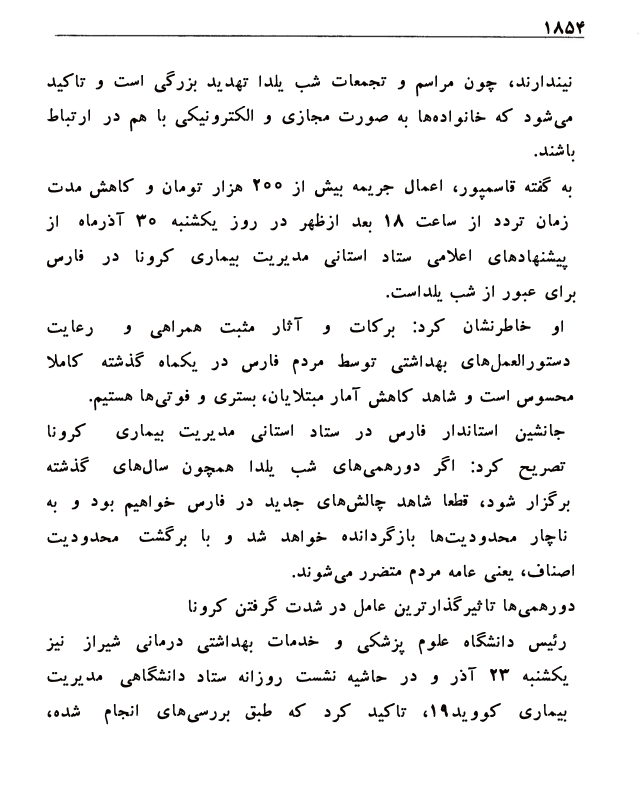 ۱۸۵۴
نیندارند، چون مراسم و تجمعات شب یلدا تهدید بزرگی است و تاکید
می‌شود که خانواده‌ها به صورت مجازی و الکترونیکی با هم در ارتباط
باشند.
به گفته قاسمپور، اعمال جریمه بیش از ۲۰۰ هزار تومان و کاهش مدت
زمان تردد از ساعت ۱۸ بعد ازظهر در روز یکشنبه ۳۰ آذرماه از
پیشنهادهای اعلامی ستاد استانی مدیریت بیماری کرونا در فارس
برای عبور از شب یلداست.
او خاطرنشان کرد: برکات و آثار مثبت همراهی و رعایت
دستورالعمل‌های بهداشتی توسط مردم فارس در یکماه گذشته کاملا
محسوس است و شاهد کاهش آمار مبتلایان، بستری و فوتی‌ها هستیم.
جانشین استاندار فارس در ستاد استانی مدیریت بیماری کرونا
تصریح کرد: اگر دورهمی‌های شب یلدا همچون سال‌های گذشته
برگزار شود، قطعا شاهد چالش‌های جدید در فارس خواهیم بود و به
ناچار محدودیت‌ها بازگردانده خواهد شد و با برگشت محدودیت
اصناف، یعنی عامه مردم متضرر می‌شوند.
دورهمی‌ها تاثیرگذارترین عامل در شدت گرفتن کرونا
رئیس دانشگاه علوم پزشکی و خدمات بهداشتی درمانی شیراز نیز
یکشنبه ۲۳ آذر و در حاشیه نشست روزانه ستاد دانشگاهی مدیریت
بیماری کووید۱۹، تاکید کرد که طبق بررسی‌های انجام شده،